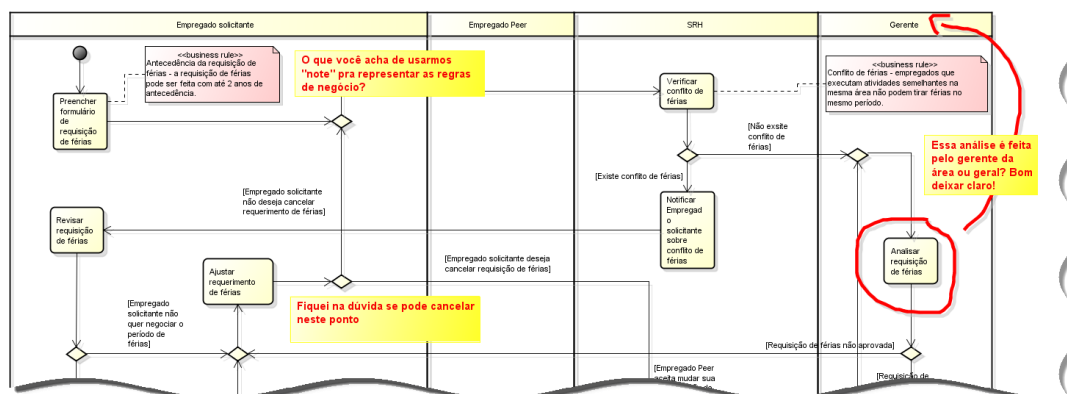 Empregado solicitante
Empregado Peer
SRH
Gerente
<<business rule>>
Antecedência da requisição de
férias - a requisição de férias
pode ser feita com até 2 anos de
antecedência.
O que você acha de usarmos
"note" pra representar as regras
de negócio?
Preencher
formulário
de
requisição
de férias
Verificar
conflito de
férias
<<business rule>>
Conflito de férias - empregados que
executam atividades semelhantes na
mesma área não podem tirar férias no
mesmo período.
[Não exsite
conflito de
férias]
Essa análise é feita
pelo gerente da
área ou geral? Bom
deixar claro!
[Existe conflito de férias]
[Empregado solicitante
não deseja cancelar
requerimento de férias]
Notificar
Empregad
o
solicitante
sobre
conflito de
férias
Revisar
requisição
de férias
Analisar
requisição
de férias
[Empregado solicitante deseja
cancelar requisição de férias]
Ajustar
requerimento
de férias
Fiquei na dúvida se pode cancelar
neste ponto
[Empregado
solicitante não
quer negociar o
período de
férias]
[Requisição de férias não aprovada]
[Empregado Peer
aceita mudar sua
[Requisição de